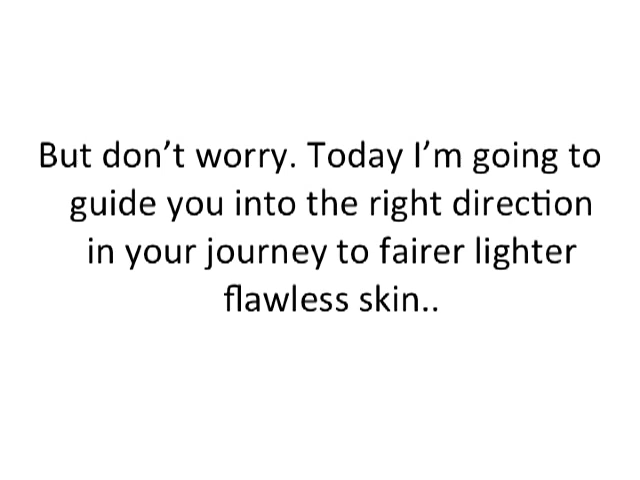 But don’t worry. Today I’m going to
guide you into the right direction
in your journey to fairer lighter
flawless skin..